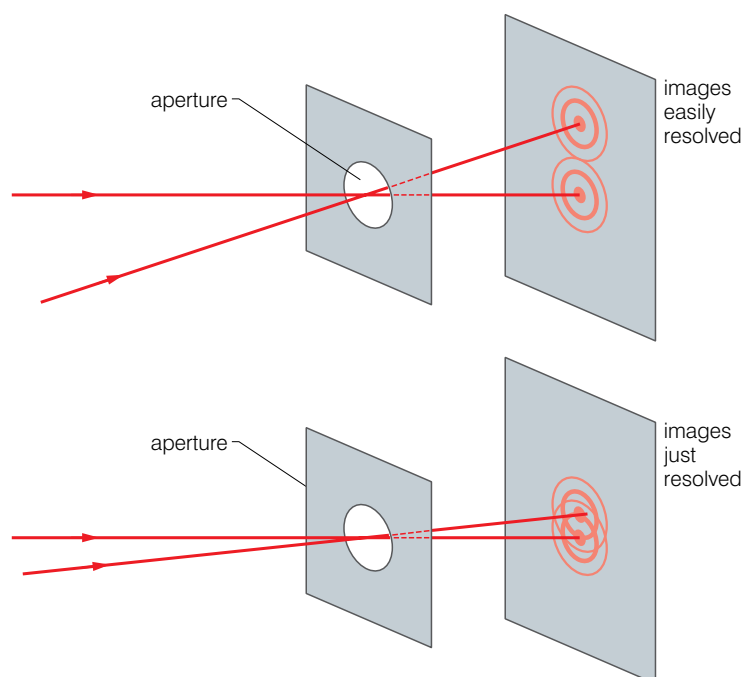 aperture
images
easily
resolved
aperture
images
just
resolved